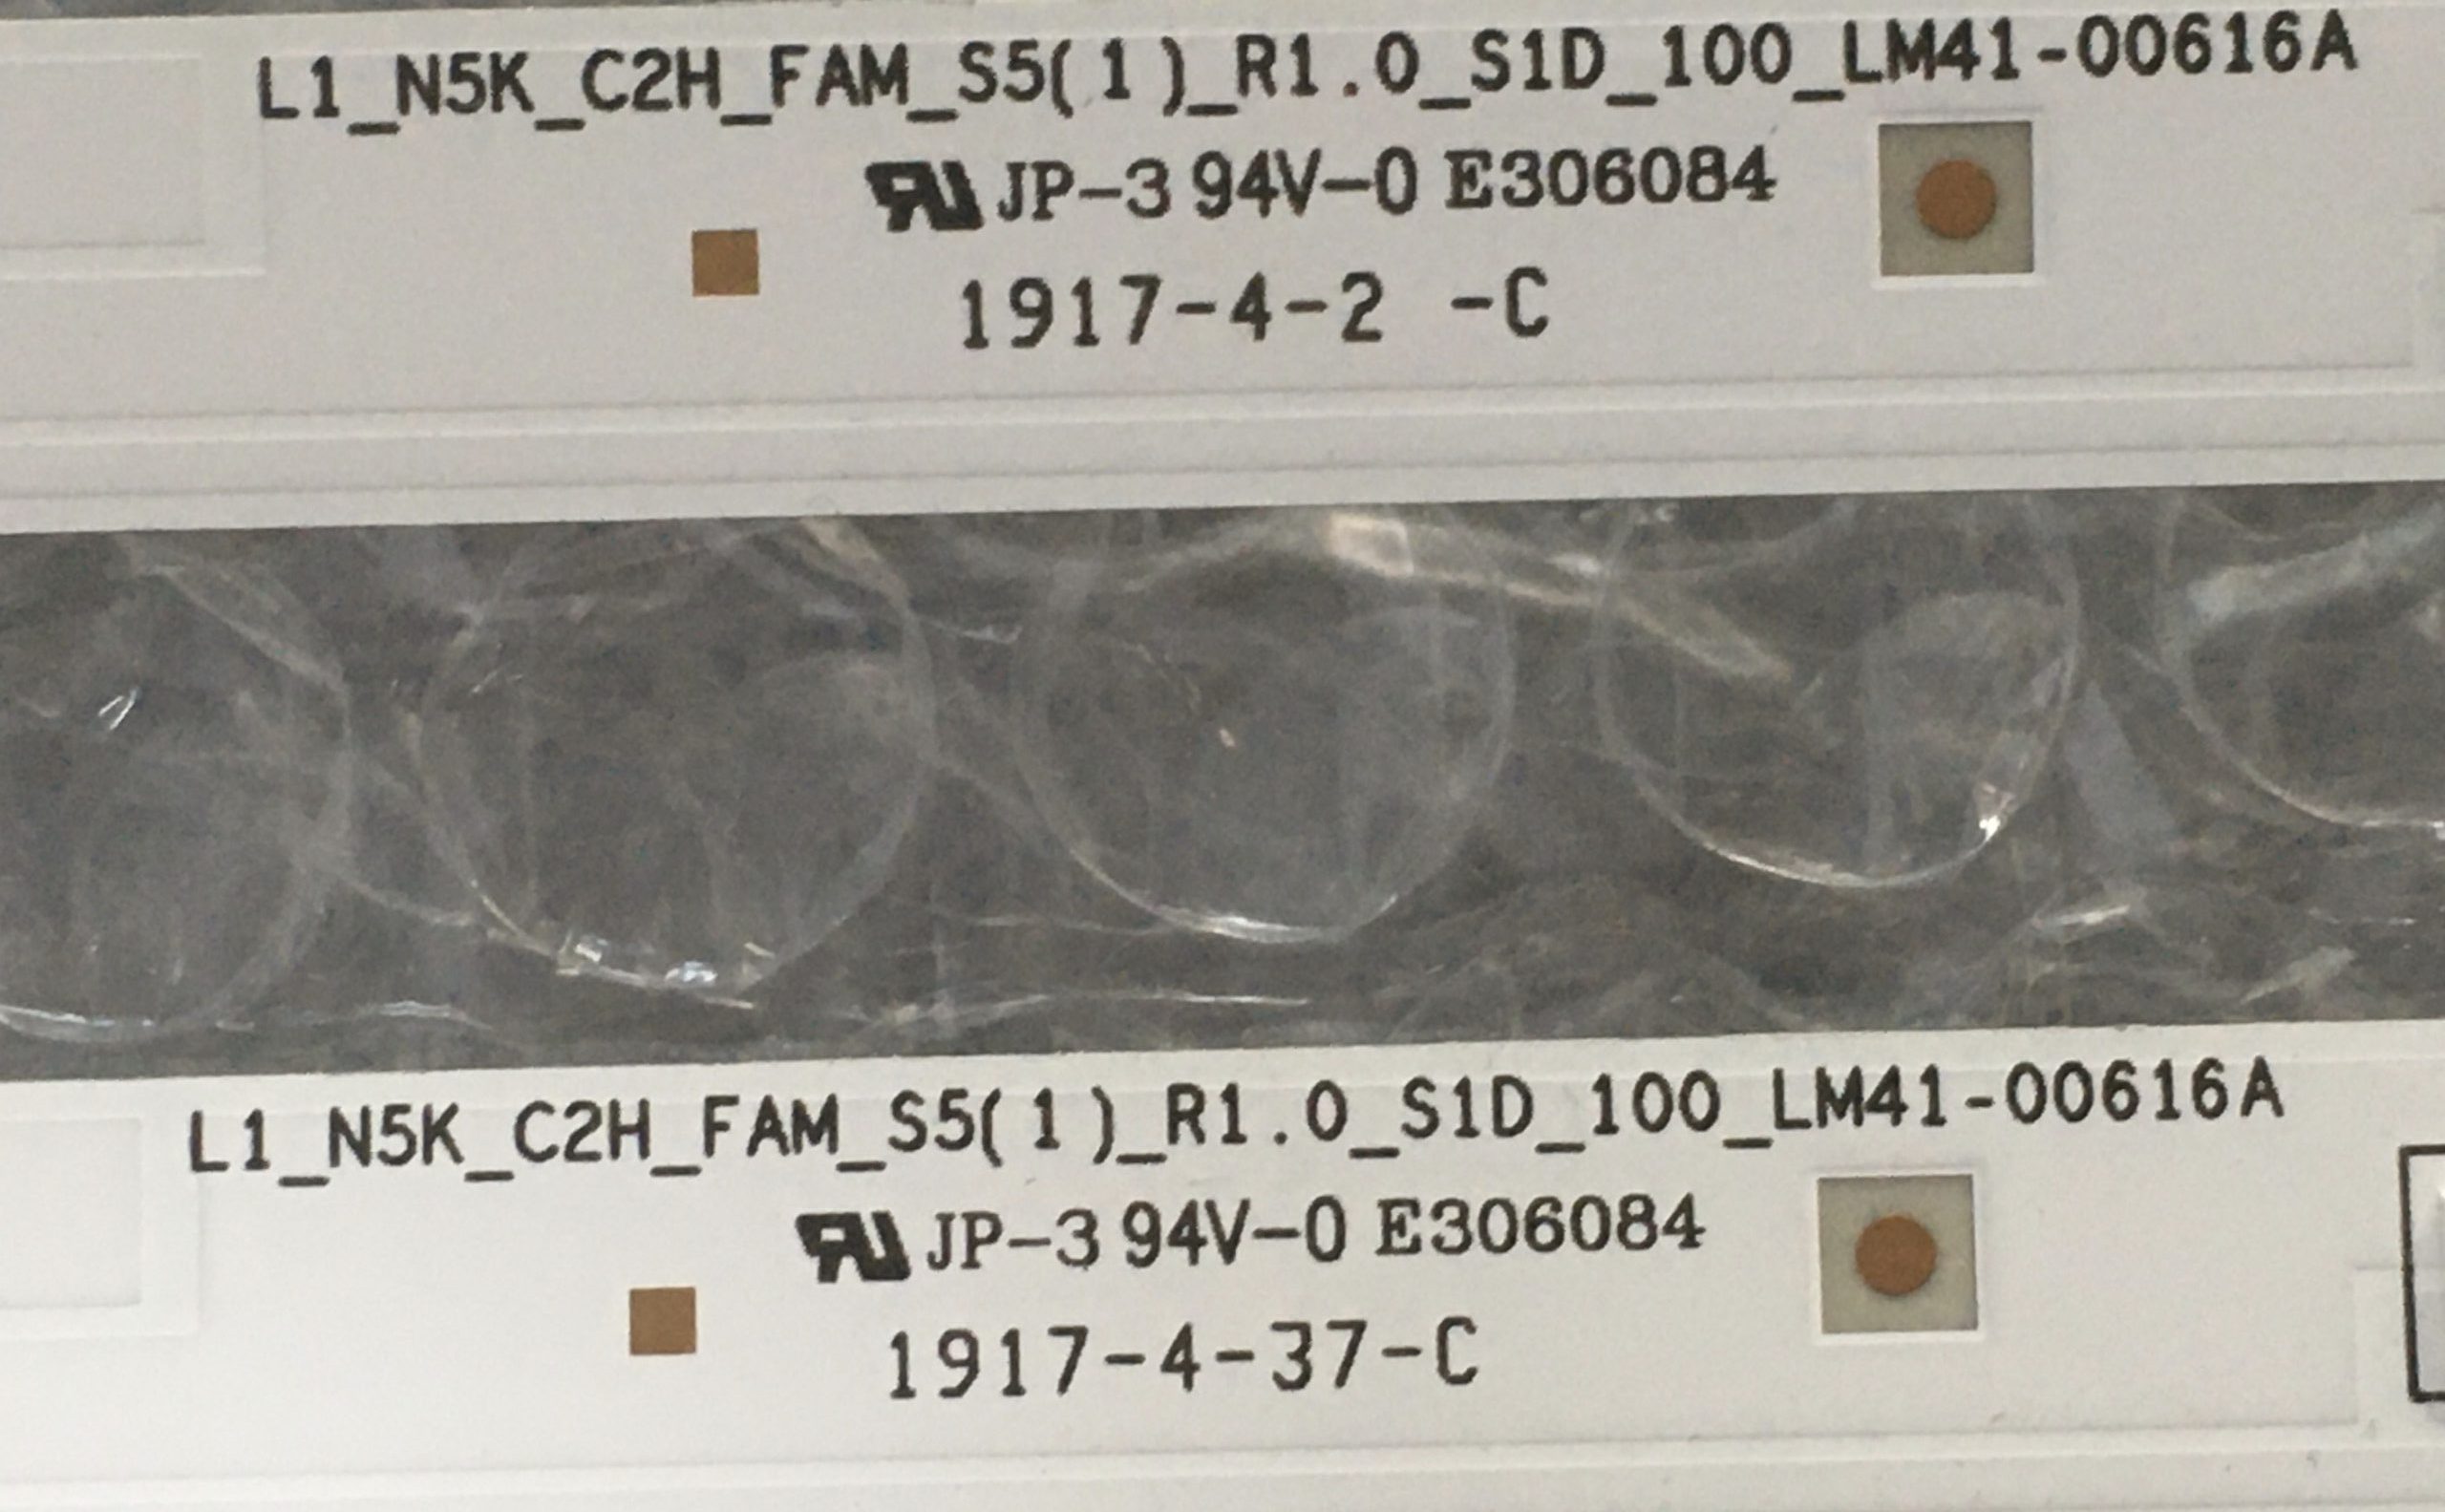 L1_N5K_C2H_FAM_S5(1)_R1.0_S1D_100_LM41-00616A
JP-3 94V-0 E306084
1917-4-2 -C
L1_N5K_C2H_FAM_S5(1)_R1.0_S1D_100_LM41-00616A
JP-3 94V-0 E306084
1917-4-37-C